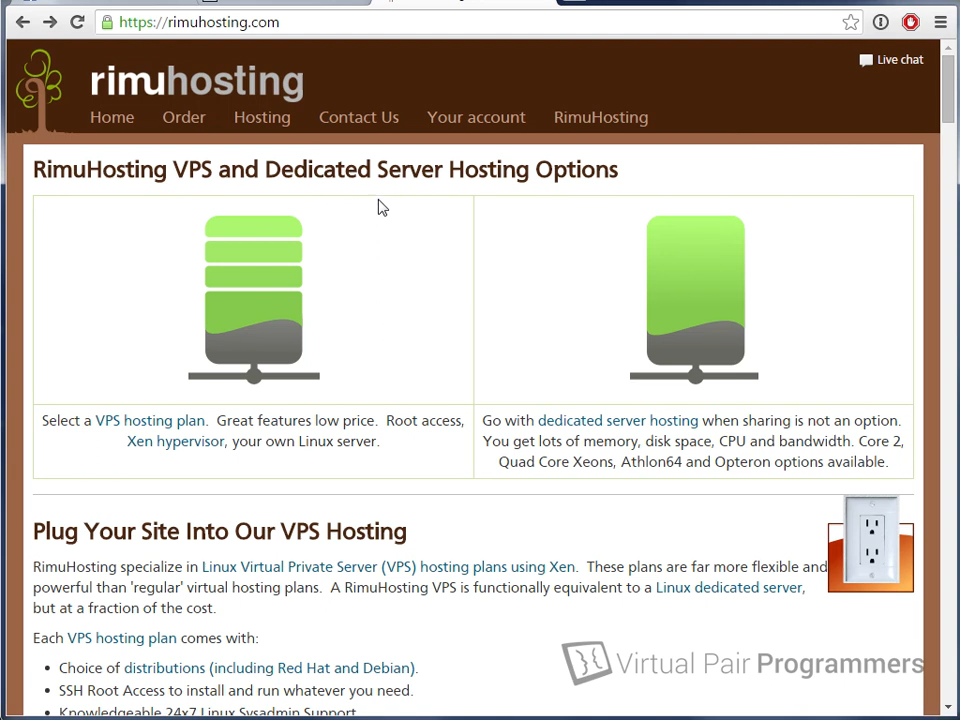 https://rimuhosting.com
Live chat
rimuhosting
Home Order Hosting Contact Us Your account RimuHosting
RimuHosting VPS and Dedicated Server Hosting Options
Select a VPS hosting plan. Great features low price. Root access,
Xen hypervisor, your own Linux server.
Go with dedicated server hosting when sharing is not an option.
You get lots of memory, disk space, CPU and bandwidth. Core 2,
Quad Core Xeons, Athlon64 and Opteron options available.
Plug Your Site Into Our VPS Hosting
RimuHosting specialize in Linux Virtual Private Server (VPS) hosting plans using Xen. These plans are far more flexible and
powerful than 'regular' virtual hosting plans. A RimuHosting VPS is functionally equivalent to a Linux dedicated server,
but at a fraction of the cost.
Each VPS hosting plan comes with:
• Choice of distributions (including Red Hat and Debian).
• SSH Root Access to install and run whatever you need.
• Knowledgeable 24x7 Linux Sysadmin Support
Virtual Pair Programmers